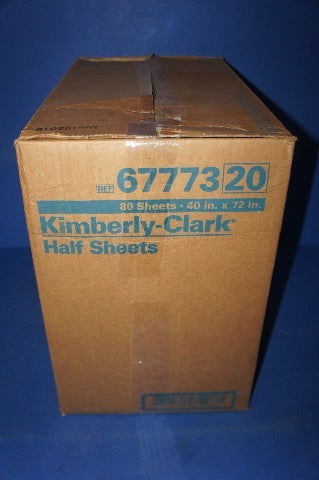 REF 67773 20
80 Sheets • 40 in. x 72 in.
Kimberly-Clark*
Half Sheets